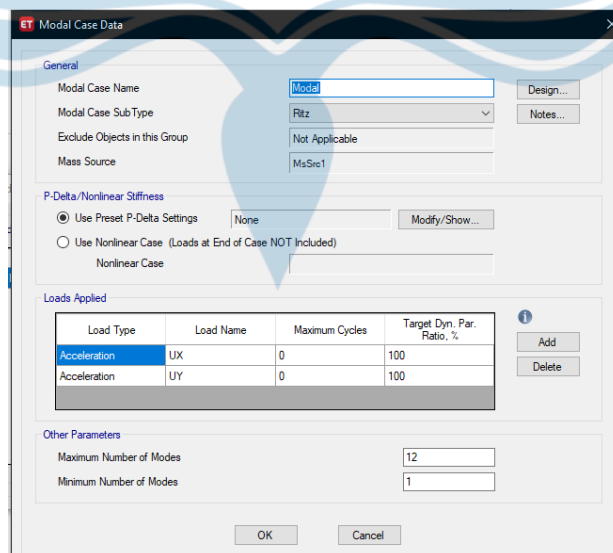 ET Modal Case Data
General
Modal Case Name Modal Design...
Modal Case SubType Ritz Notes...
Exclude Objects in this Group Not Applicable
Mass Source MsSrc1
P-Delta/Nonlinear Stiffness
Use Preset P-Delta Settings None Modify/Show...
Use Nonlinear Case (Loads at End of Case NOT Included)
Nonlinear Case
Loads Applied
Load Type Load Name Maximum Cycles Target Dyn. Par. Ratio, %
Add
Acceleration UX 0 100
Delete
Acceleration UY 0 100
Other Parameters
Maximum Number of Modes 12
Minimum Number of Modes 1
OK Cancel